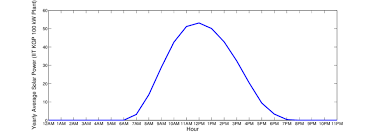 Yearly Average Solar Power (IIT KGP 100 kW Plant)
60
50
40
30
20
10
0
12AM 1AM 2AM 3AM 4AM 5AM 6AM 7AM 8AM 9AM 10AM 11AM 12PM 1PM 2PM 3PM 4PM 5PM 6PM 7PM 8PM 9PM 10PM 11PM
Hour